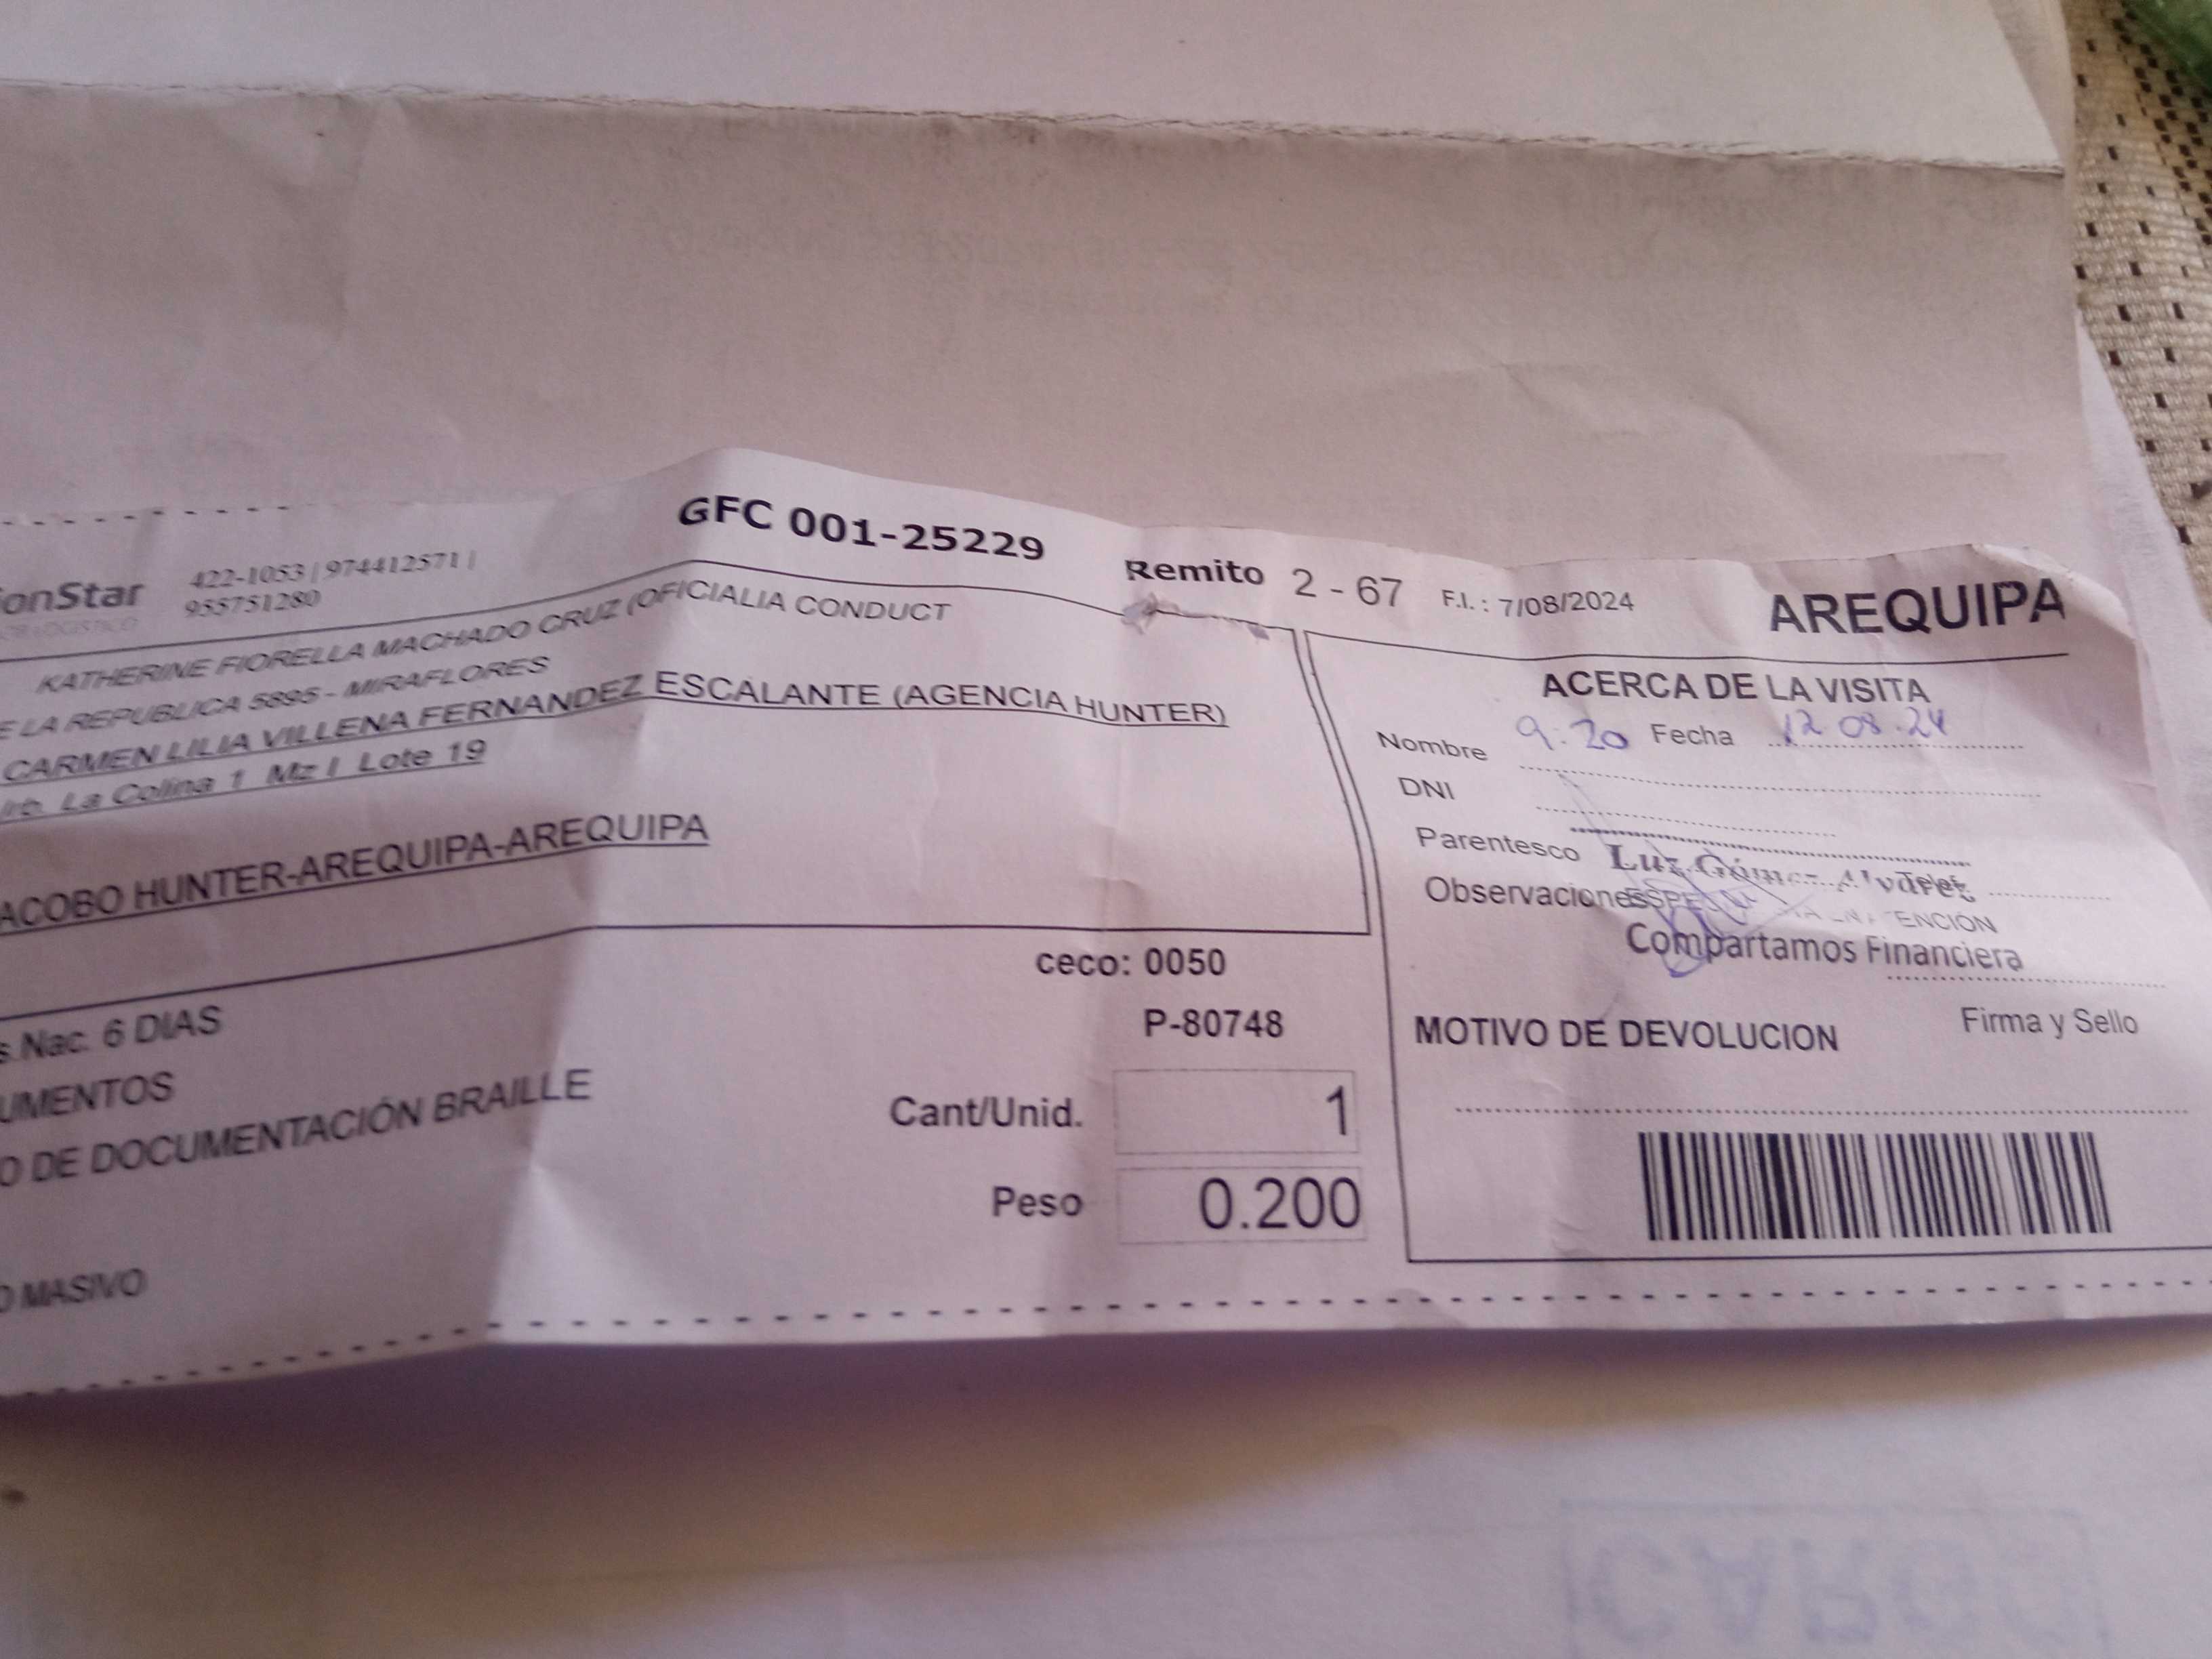 GFC 001-25229
Remito 2 - 67 F.I. : 7/08/2024 AREQUIPA
onStar 422-1053 | 974412571 |
955751280
KATHERINE FIORELLA MACHADO CRUZ (OFICIALIA CONDUCT
E LA REPUBLICA 5895 - MIRAFLORES
CARMEN LILIA VILLENA FERNANDEZ ESCALANTE (AGENCIA HUNTER)
La Colina 1 Mz I Lote 19
ACOBO HUNTER-AREQUIPA-AREQUIPA
ceco: 0050
s.Nac. 6 DIAS
P-80748
UMENTOS
O DE DOCUMENTACIÓN BRAILLE
Cant/Unid. 1
Peso 0.200
O MASIVO
ACERCA DE LA VISITA
Nombre 9:20 Fecha 12.08.24
DNI
Parentesco
Luz Gómez Alvarez
Observaciones
Compartamos Financiera
Firma y Sello
MOTIVO DE DEVOLUCION